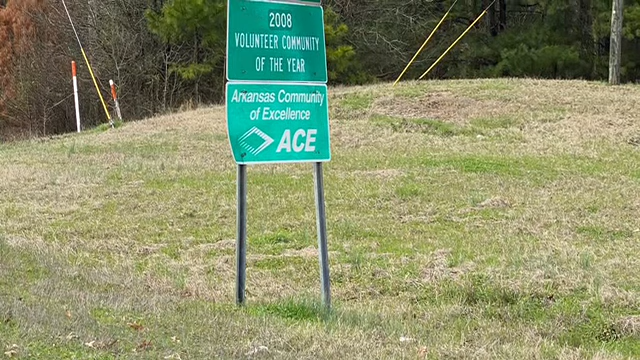 2008
VOLUNTEER COMMUNITY
OF THE YEAR
Arkansas Community
of Excellence
ACE